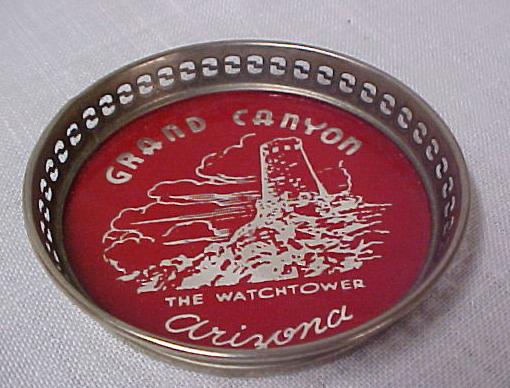 GRAND CANYON
THE WATCHTOWER
Arizona